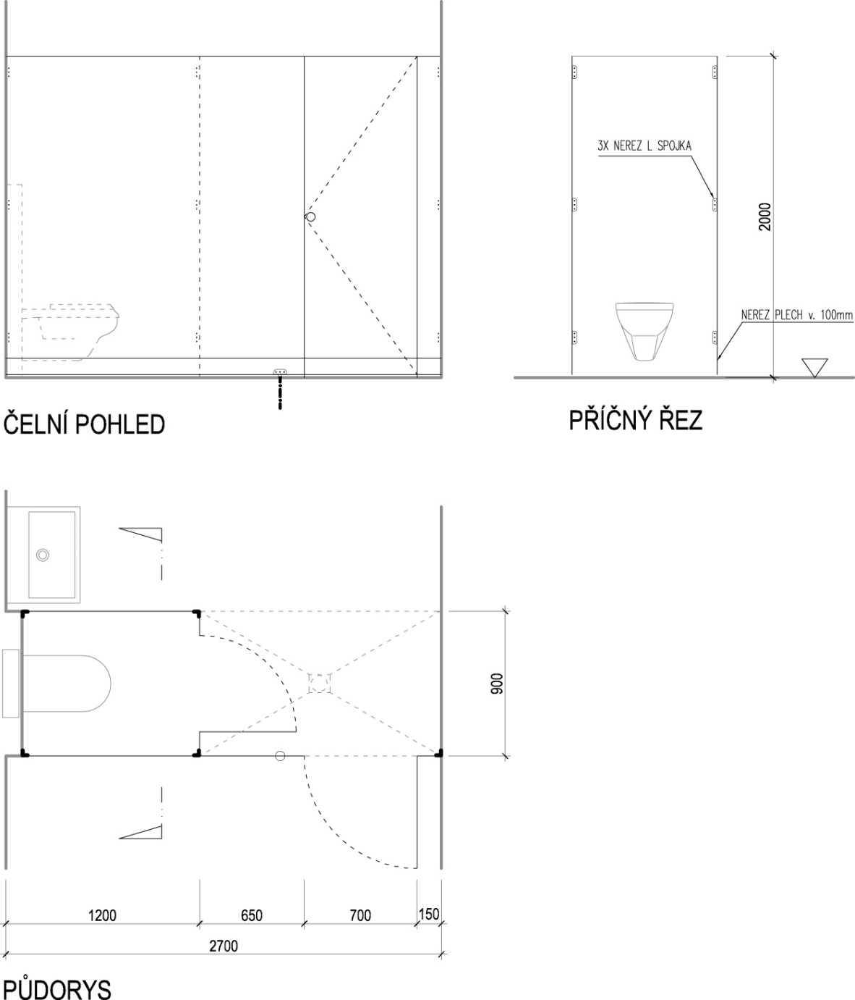 3X NEREZ L SPOJKA
2000
NEREZ PLECH v. 100mm
ČELNÍ POHLED
PŘÍČNÝ ŘEZ
900
1200
650
700
150
2700
PŮDORYS